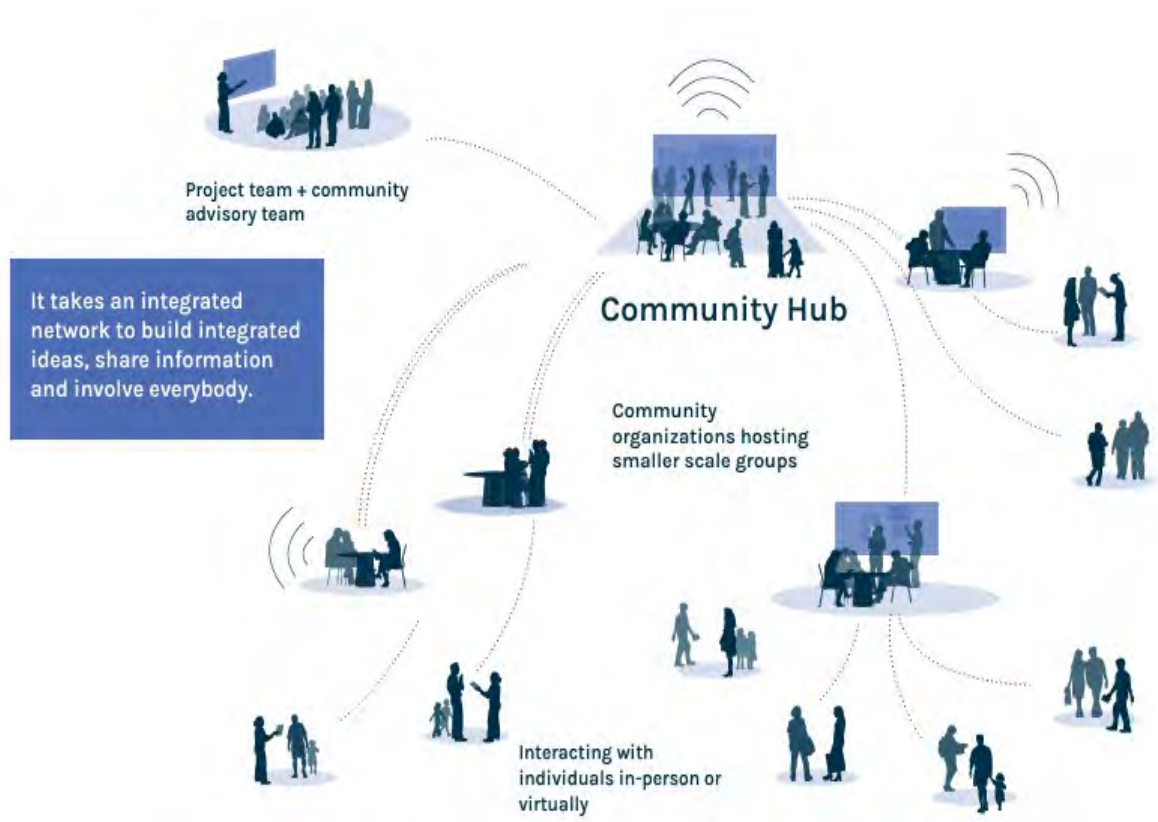 Project team + community
advisory team
It takes an integrated
network to build integrated
ideas, share information
and involve everybody.
Community Hub
Community
organizations hosting
smaller scale groups
Interacting with
individuals in-person or
virtually